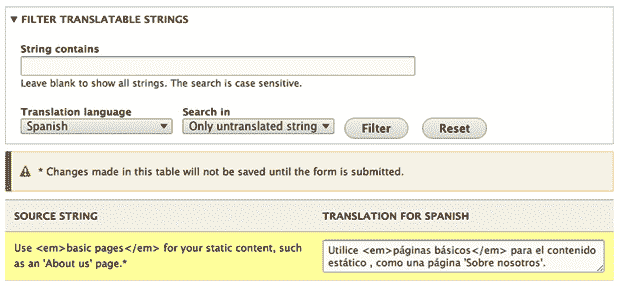 ▼ FILTER TRANSLATABLE STRINGS
String contains
Leave blank to show all strings. The search is case sensitive.
Translation language Search in
Spanish Only untranslated string Filter Reset
* Changes made in this table will not be saved until the form is submitted.
SOURCE STRING TRANSLATION FOR SPANISH
Use <em>basic pages</em> for your static content, such
as an 'About us' page.*
Utilice <em>páginas básicos</em> para el contenido
estático , como una página 'Sobre nosotros'.